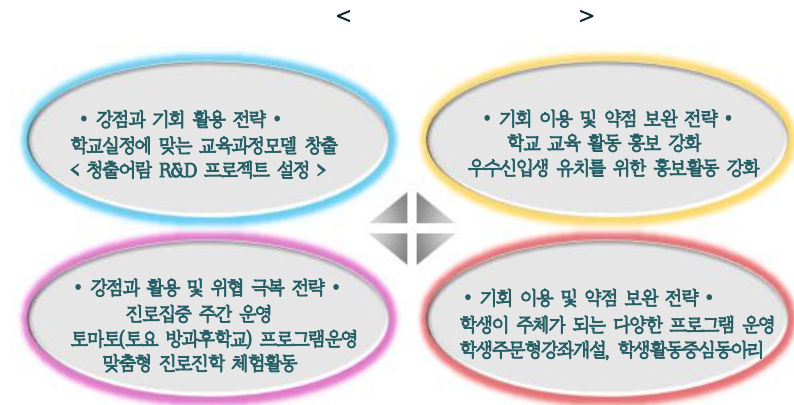 < >
• 강점과 기회 활용 전략 •
학교실정에 맞는 교육과정모델 창출
< 청출어람 R&D 프로젝트 설정 >
• 기회 이용 및 약점 보완 전략 •
학교 교육 활동 홍보 강화
우수신입생 유치를 위한 홍보활동 강화
• 강점과 활용 및 위협 극복 전략 •
진로집중 주간 운영
토마토(토요 방과후학교) 프로그램운영
맞춤형 진로진학 체험활동
• 기회 이용 및 약점 보완 전략 •
학생이 주체가 되는 다양한 프로그램 운영
학생주문형강좌개설, 학생활동중심동아리